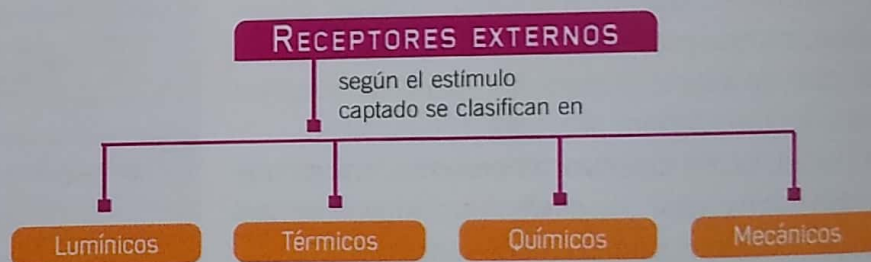 RECEPTORES EXTERNOS
según el estímulo
captado se clasifican en
Lumínicos
Térmicos
Químicos
Mecánicos